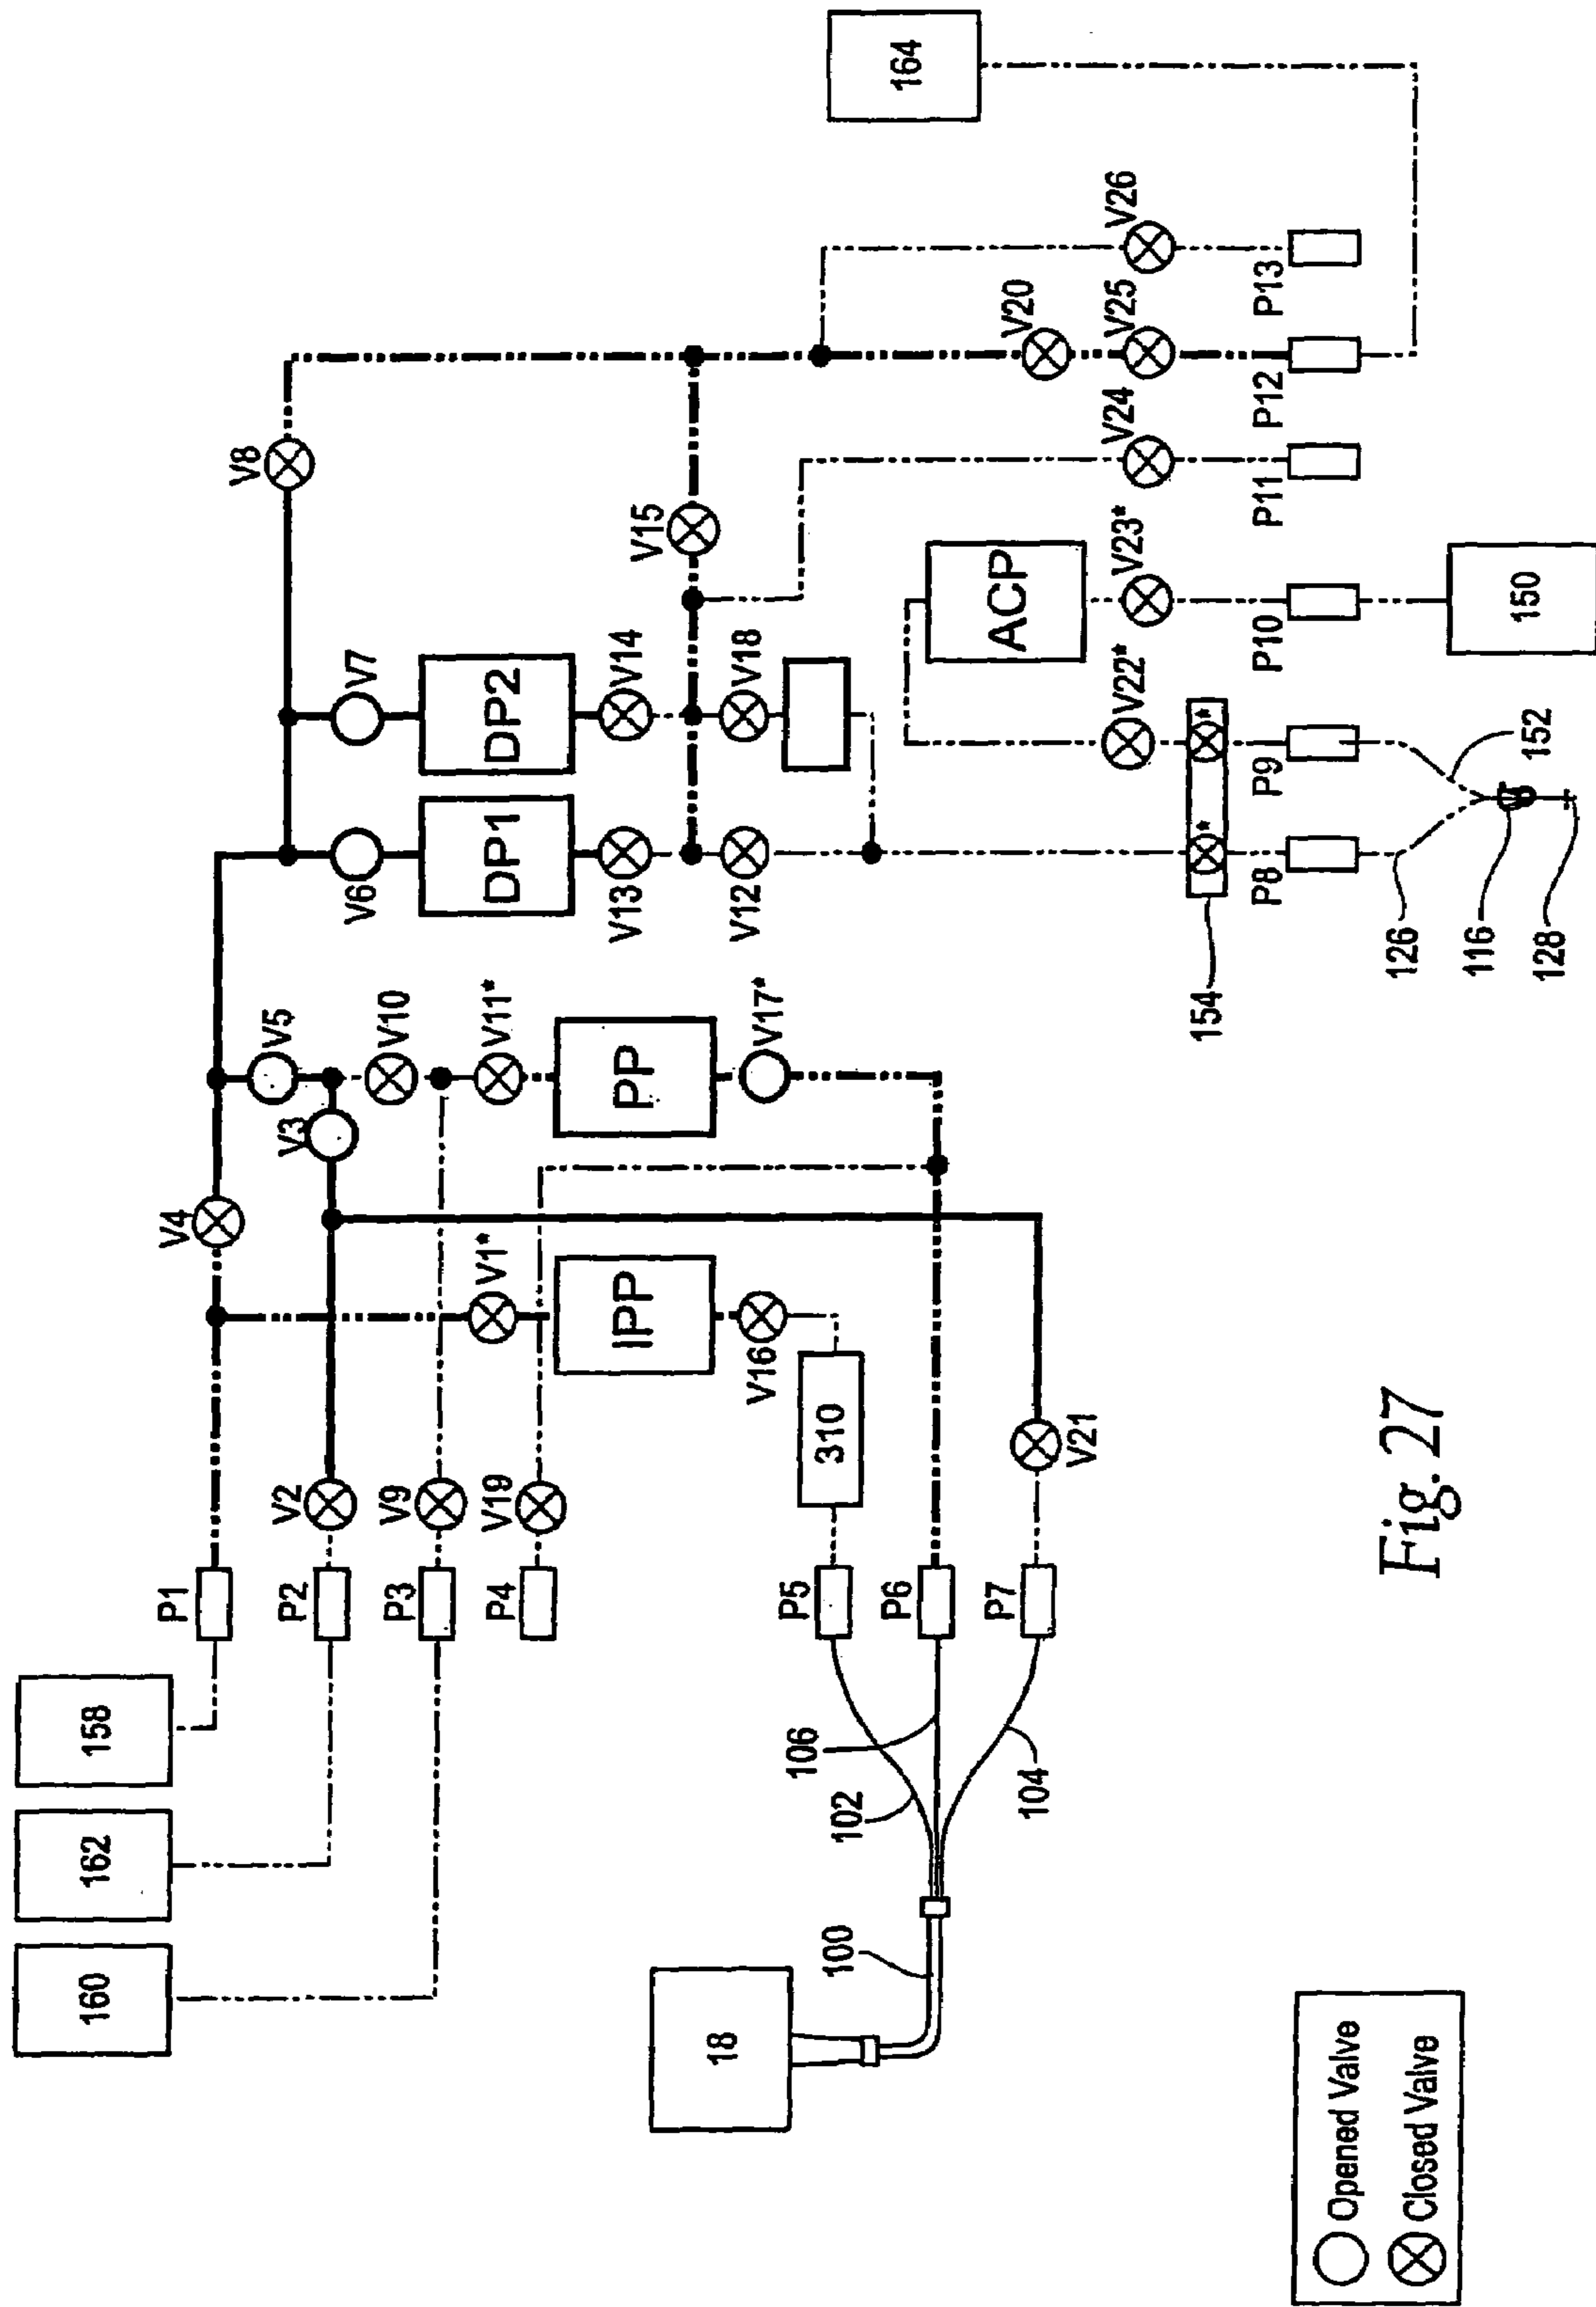 160
162
158
P1
P2
P3
P4
V2
V9
V19
V4
V3
V5
V10
V11*
V1*
IPP
PP
V16
V17*
310
P5
P6
P7
V21
102
106
104
100
18
V8
V6
V7
DP1
DP2
V13
V14
V15
V12
V18
ACP
V22*
V23*
V24
V20
V25
V26
*
*
154
P8
P9
P10
P11
P12
P13
126
116
128
152
150
164
Opened Valve
Closed Valve
Fig. 27